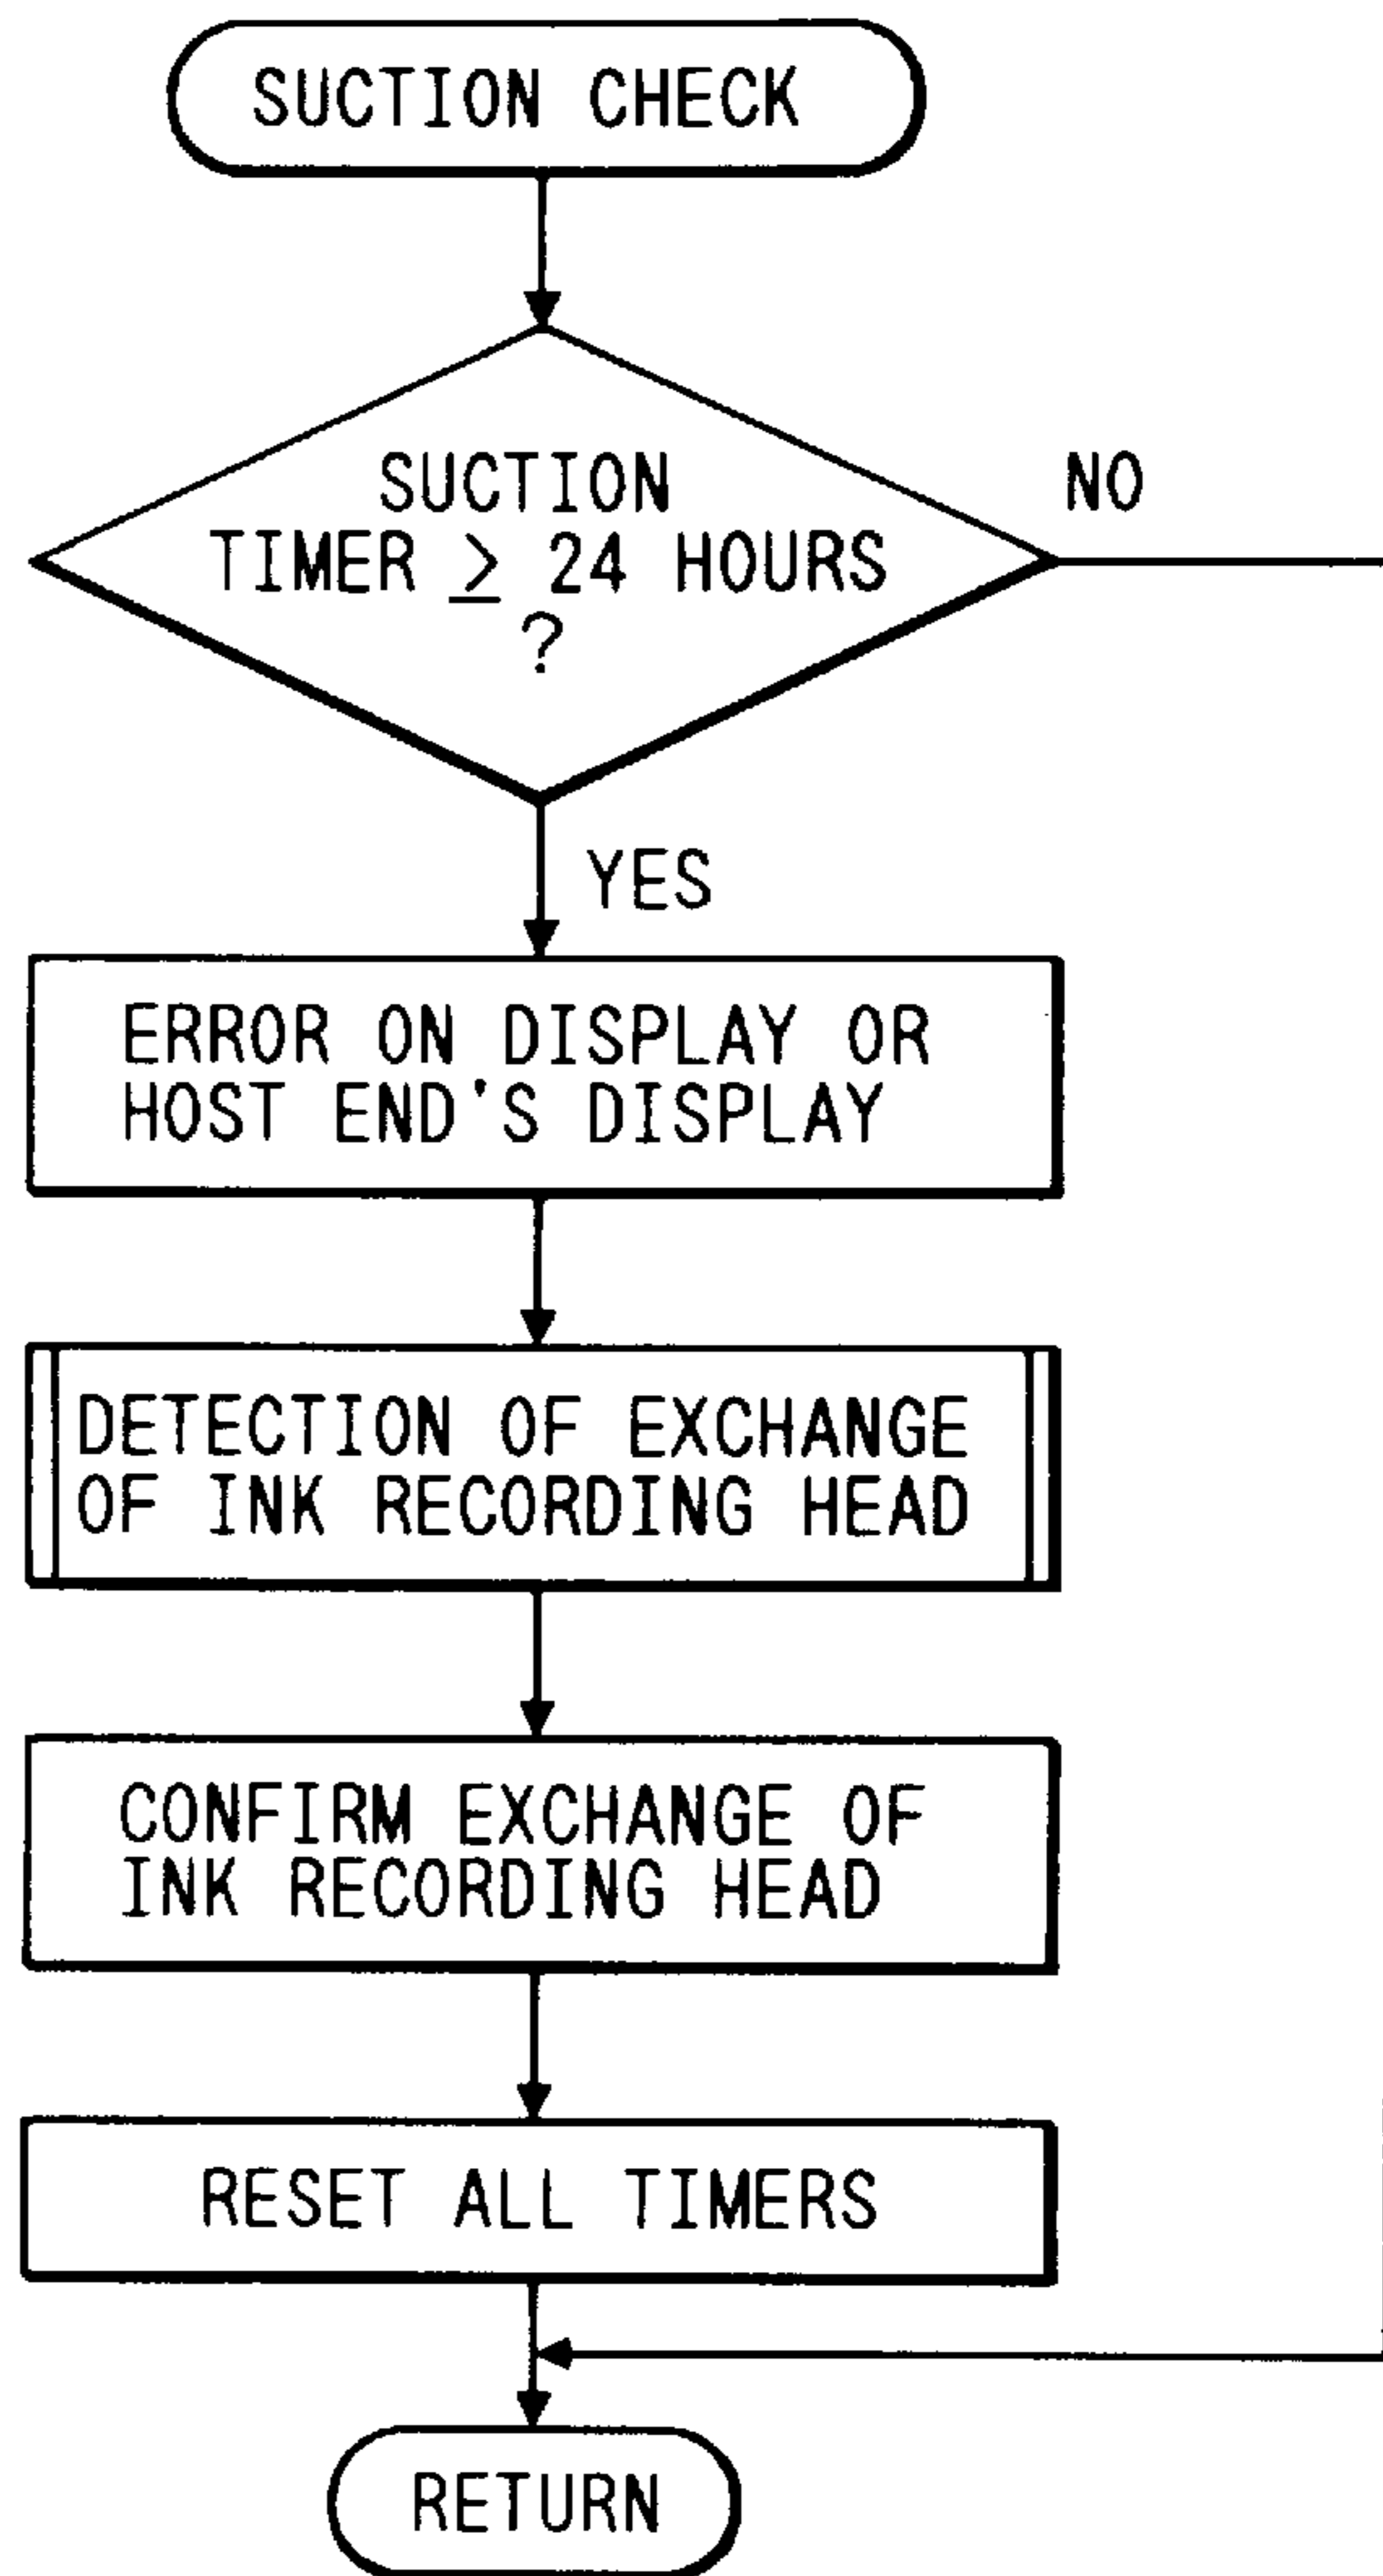 SUCTION CHECK
SUCTION
TIMER ≥ 24 HOURS
?
NO
YES
ERROR ON DISPLAY OR
HOST END'S DISPLAY
DETECTION OF EXCHANGE
OF INK RECORDING HEAD
CONFIRM EXCHANGE OF
INK RECORDING HEAD
RESET ALL TIMERS
RETURN